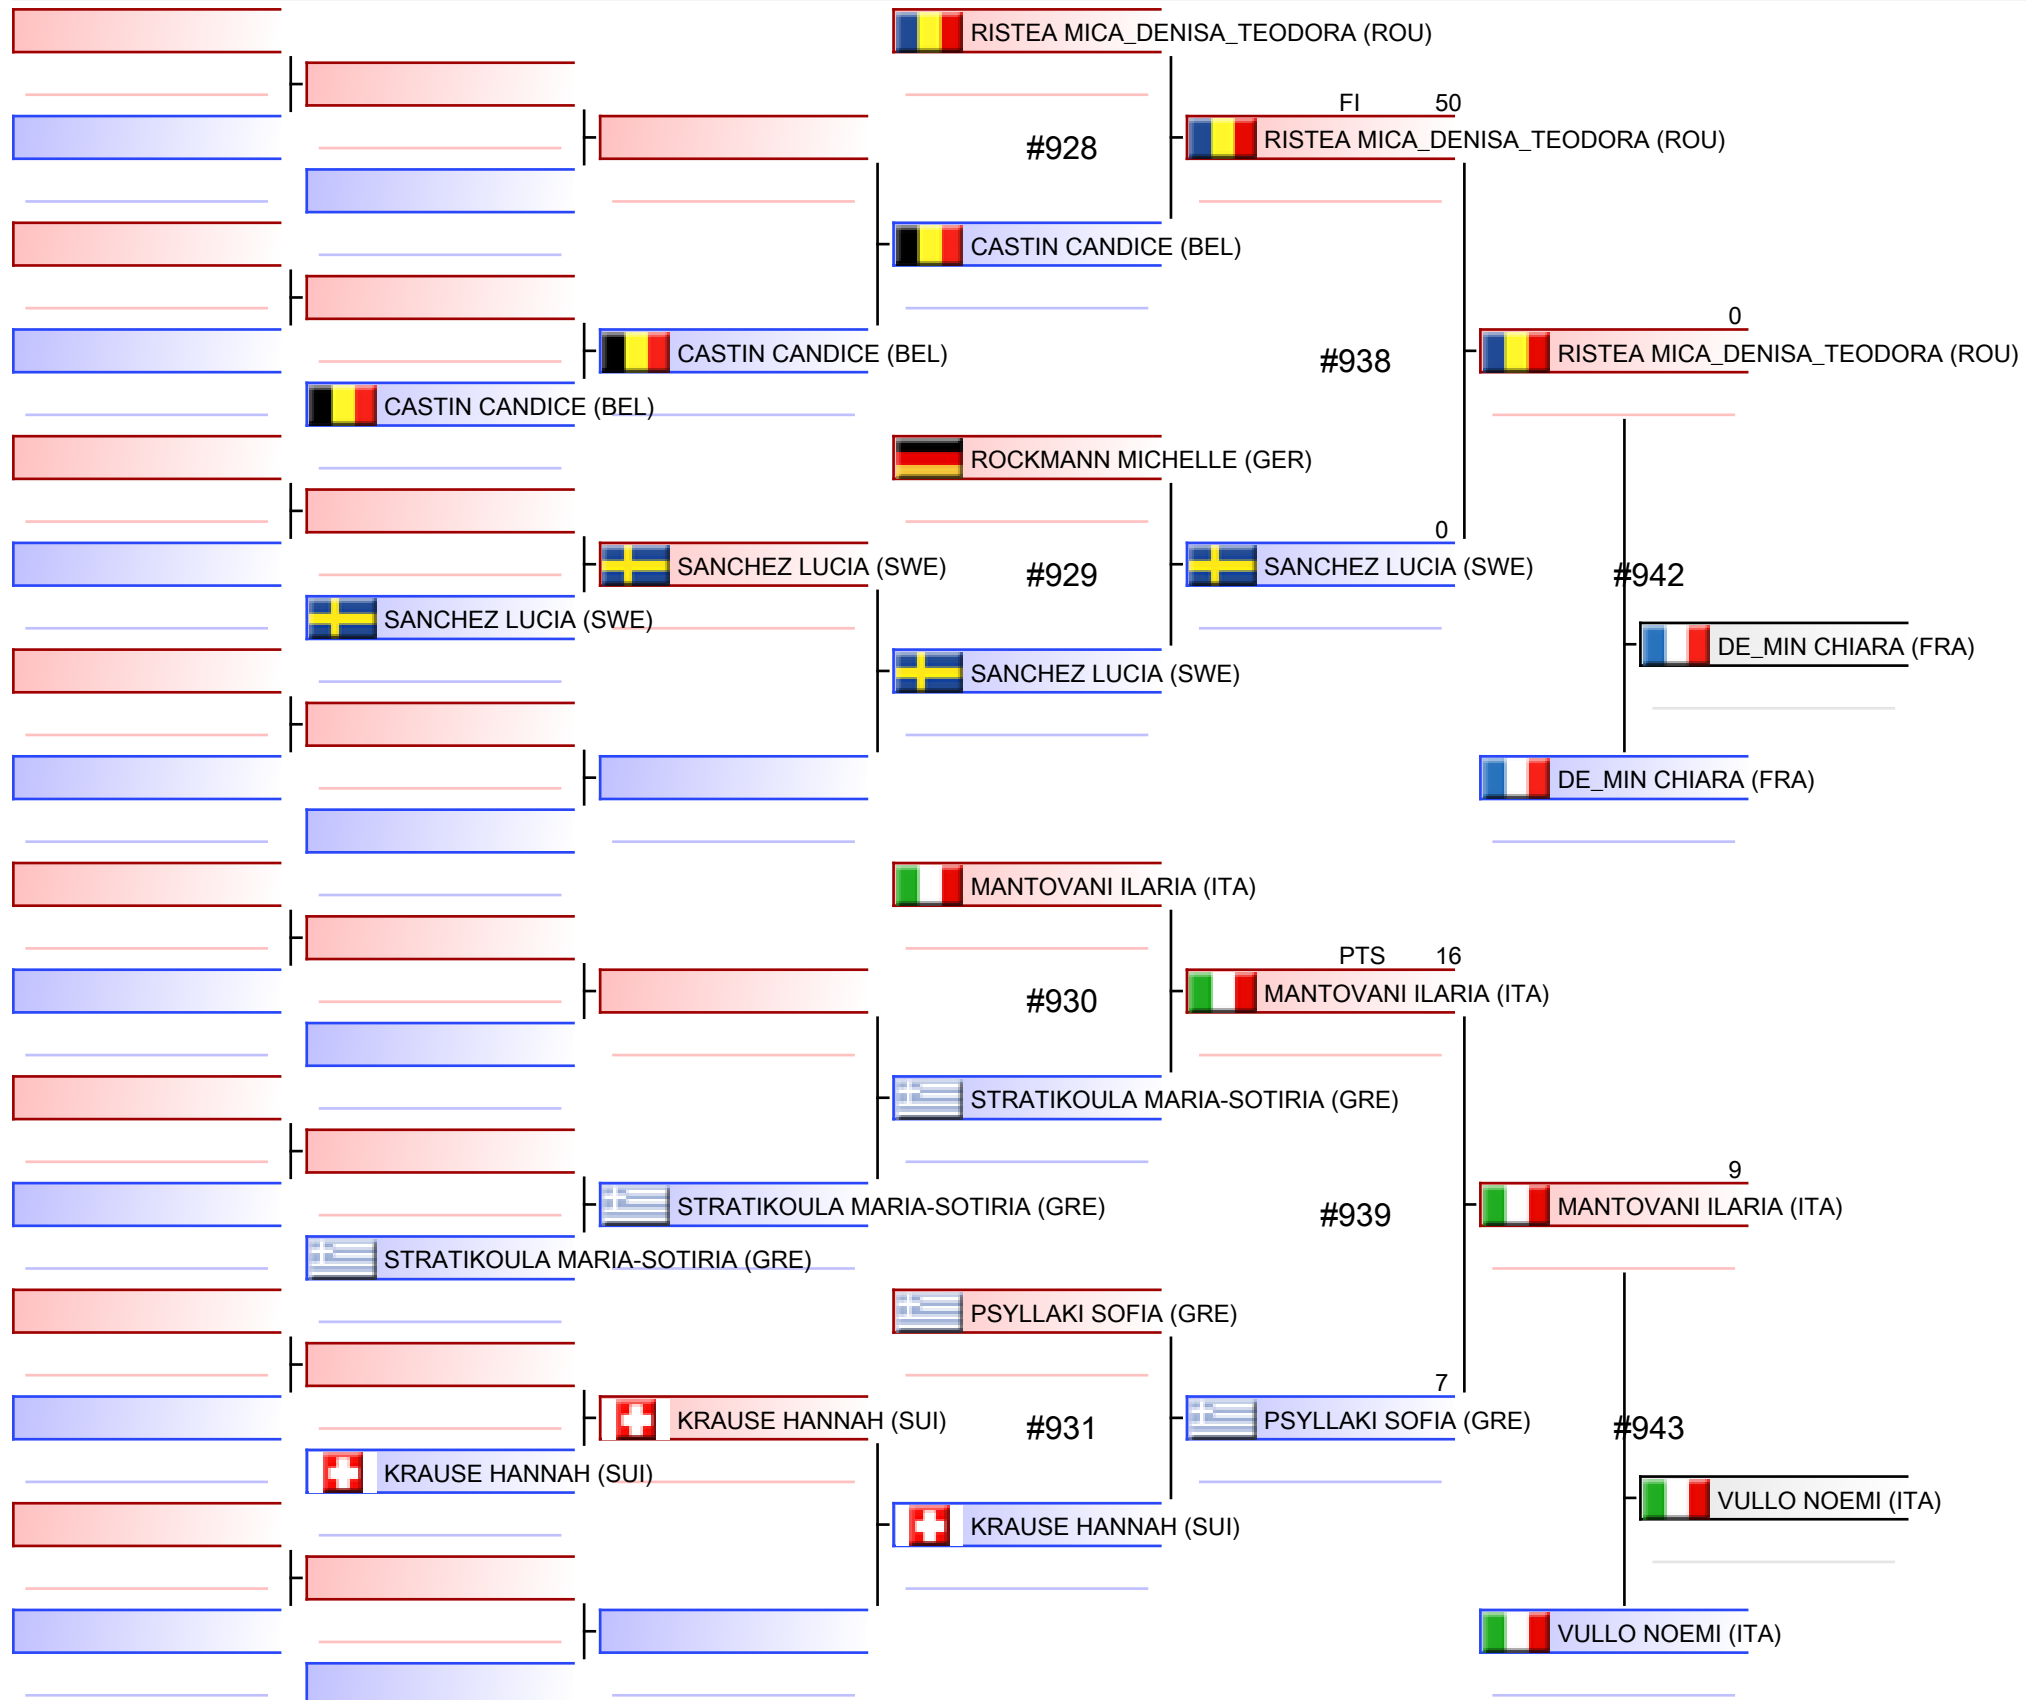 RISTEA MICA_DENISA_TEODORA (ROU)
FI 50
#928
RISTEA MICA_DENISA_TEODORA (ROU)
CASTIN CANDICE (BEL)
0
CASTIN CANDICE (BEL)
#938
RISTEA MICA_DENISA_TEODORA (ROU)
CASTIN CANDICE (BEL)
ROCKMANN MICHELLE (GER)
0
SANCHEZ LUCIA (SWE)
#929
SANCHEZ LUCIA (SWE)
#942
SANCHEZ LUCIA (SWE)
DE_MIN CHIARA (FRA)
SANCHEZ LUCIA (SWE)
DE_MIN CHIARA (FRA)
MANTOVANI ILARIA (ITA)
PTS 16
#930
MANTOVANI ILARIA (ITA)
STRATIKOULA MARIA-SOTIRIA (GRE)
9
STRATIKOULA MARIA-SOTIRIA (GRE)
#939
MANTOVANI ILARIA (ITA)
STRATIKOULA MARIA-SOTIRIA (GRE)
PSYLLAKI SOFIA (GRE)
7
KRAUSE HANNAH (SUI)
#931
PSYLLAKI SOFIA (GRE)
#943
KRAUSE HANNAH (SUI)
VULLO NOEMI (ITA)
KRAUSE HANNAH (SUI)
VULLO NOEMI (ITA)